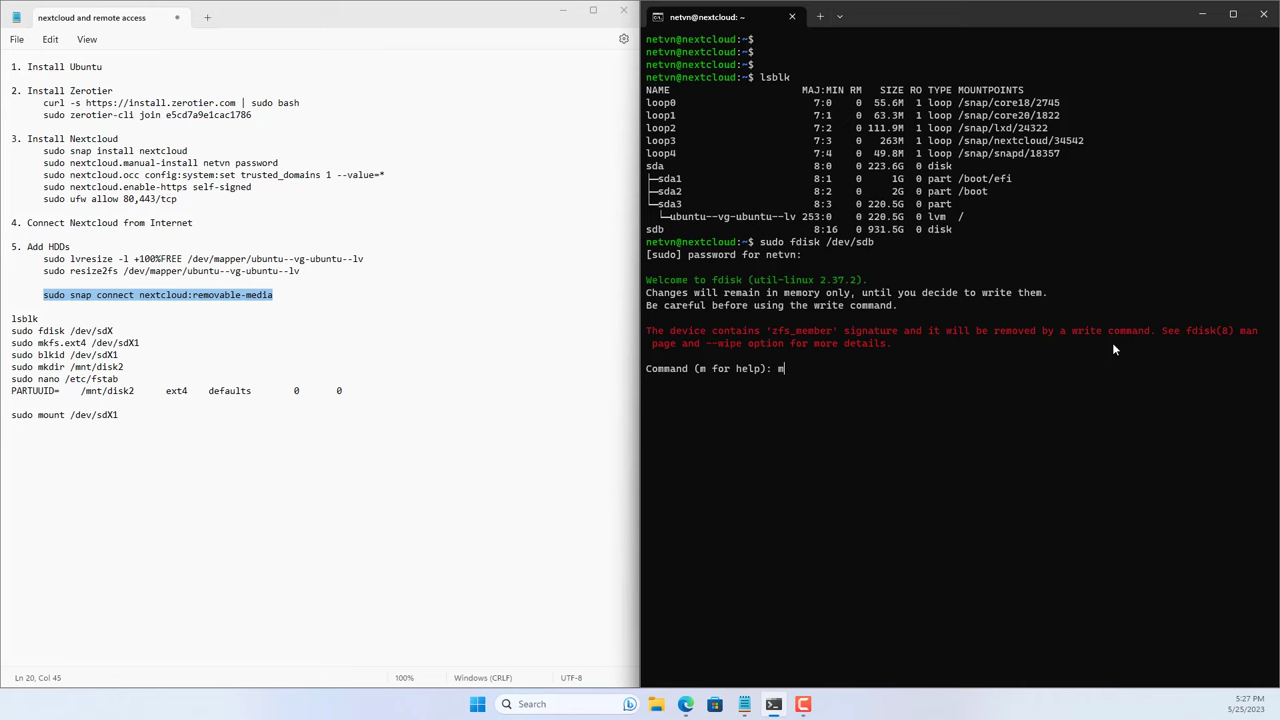 nextcloud and remote access
File Edit View
1. Install Ubuntu
2. Install Zerotier
curl -s https://install.zerotier.com | sudo bash
sudo zerotier-cli join e5cd7a9e1cac1786
3. Install Nextcloud
sudo snap install nextcloud
sudo nextcloud.manual-install netvn password
sudo nextcloud.occ config:system:set trusted_domains 1 --value=*
sudo nextcloud.enable-https self-signed
sudo ufw allow 80,443/tcp
4. Connect Nextcloud from Internet
5. Add HDDs
sudo lvresize -l +100%FREE /dev/mapper/ubuntu--vg-ubuntu--lv
sudo resize2fs /dev/mapper/ubuntu--vg-ubuntu--lv
sudo snap connect nextcloud:removable-media
lsblk
sudo fdisk /dev/sdX
sudo mkfs.ext4 /dev/sdX1
sudo blkid /dev/sdX1
sudo mkdir /mnt/disk2
sudo nano /etc/fstab
PARTUUID= /mnt/disk2 ext4 defaults 0 0
sudo mount /dev/sdX1
Ln 20, Col 45 100% Windows (CRLF) UTF-8
netvn@nextcloud: ~
netvn@nextcloud:~$
netvn@nextcloud:~$
netvn@nextcloud:~$
netvn@nextcloud:~$ lsblk
NAME MAJ:MIN RM SIZE RO TYPE MOUNTPOINTS
loop0 7:0 0 55.6M 1 loop /snap/core18/2745
loop1 7:1 0 63.3M 1 loop /snap/core20/1822
loop2 7:2 0 111.9M 1 loop /snap/lxd/24322
loop3 7:3 0 263M 1 loop /snap/nextcloud/34542
loop4 7:4 0 49.8M 1 loop /snap/snapd/18357
sda 8:0 0 223.6G 0 disk
├─sda1 8:1 0 1G 0 part /boot/efi
├─sda2 8:2 0 2G 0 part /boot
└─sda3 8:3 0 220.5G 0 part
└─ubuntu--vg-ubuntu--lv 253:0 0 220.5G 0 lvm /
sdb 8:16 0 931.5G 0 disk
netvn@nextcloud:~$ sudo fdisk /dev/sdb
[sudo] password for netvn:
Welcome to fdisk (util-linux 2.37.2).
Changes will remain in memory only, until you decide to write them.
Be careful before using the write command.
The device contains 'zfs_member' signature and it will be removed by a write command. See fdisk(8) man
page and --wipe option for more details.
Command (m for help): m
Search
5:27 PM
5/25/2023